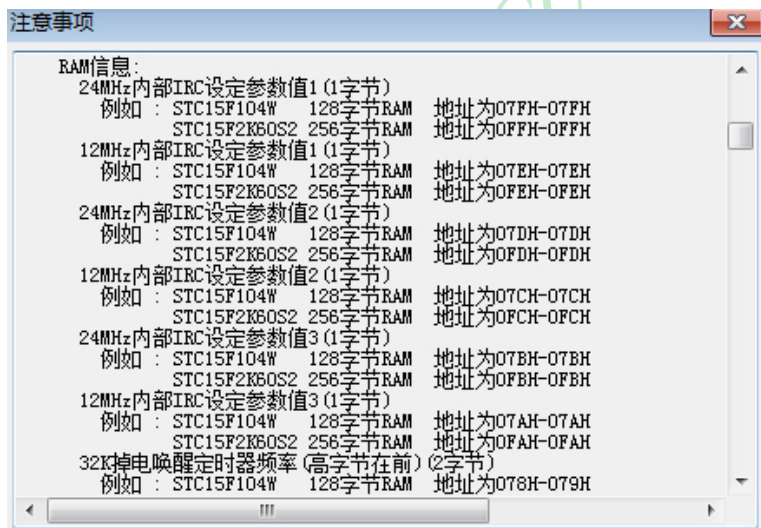 注意事项
RAM信息:
24MHz内部IRC设定参数值1(1字节)
例如 : STC15F104W 128字节RAM 地址为07FH-07FH
STC15F2K60S2 256字节RAM 地址为0FFH-0FFH
12MHz内部IRC设定参数值1(1字节)
例如 : STC15F104W 128字节RAM 地址为07EH-07EH
STC15F2K60S2 256字节RAM 地址为0FEH-0FEH
24MHz内部IRC设定参数值2(1字节)
例如 : STC15F104W 128字节RAM 地址为07DH-07DH
STC15F2K60S2 256字节RAM 地址为0FDH-0FDH
12MHz内部IRC设定参数值2(1字节)
例如 : STC15F104W 128字节RAM 地址为07CH-07CH
STC15F2K60S2 256字节RAM 地址为0FCH-0FCH
24MHz内部IRC设定参数值3(1字节)
例如 : STC15F104W 128字节RAM 地址为07BH-07BH
STC15F2K60S2 256字节RAM 地址为0FBH-0FBH
12MHz内部IRC设定参数值3(1字节)
例如 : STC15F104W 128字节RAM 地址为07AH-07AH
STC15F2K60S2 256字节RAM 地址为0FAH-0FAH
32K掉电唤醒定时器频率(高字节在前)(2字节)
例如 : STC15F104W 128字节RAM 地址为078H-079H